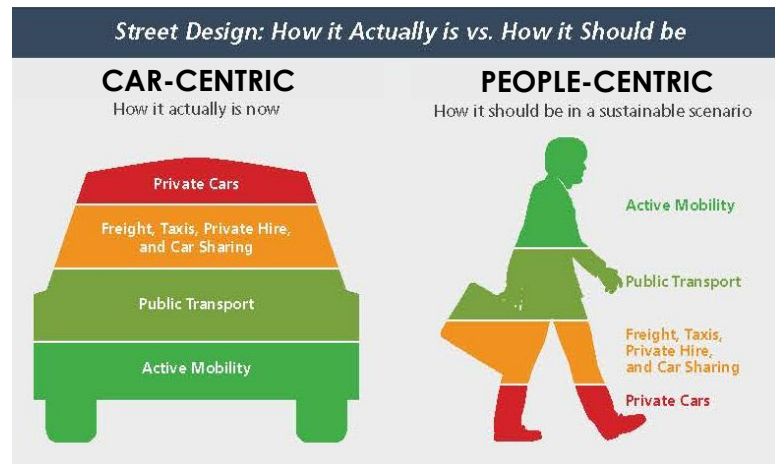 Street Design: How it Actually is vs. How it Should be
CAR-CENTRIC
How it actually is now
Private Cars
Freight, Taxis, Private Hire,
and Car Sharing
Public Transport
Active Mobility
PEOPLE-CENTRIC
How it should be in a sustainable scenario
Active Mobility
Public Transport
Freight, Taxis,
Private Hire,
and Car Sharing
Private Cars